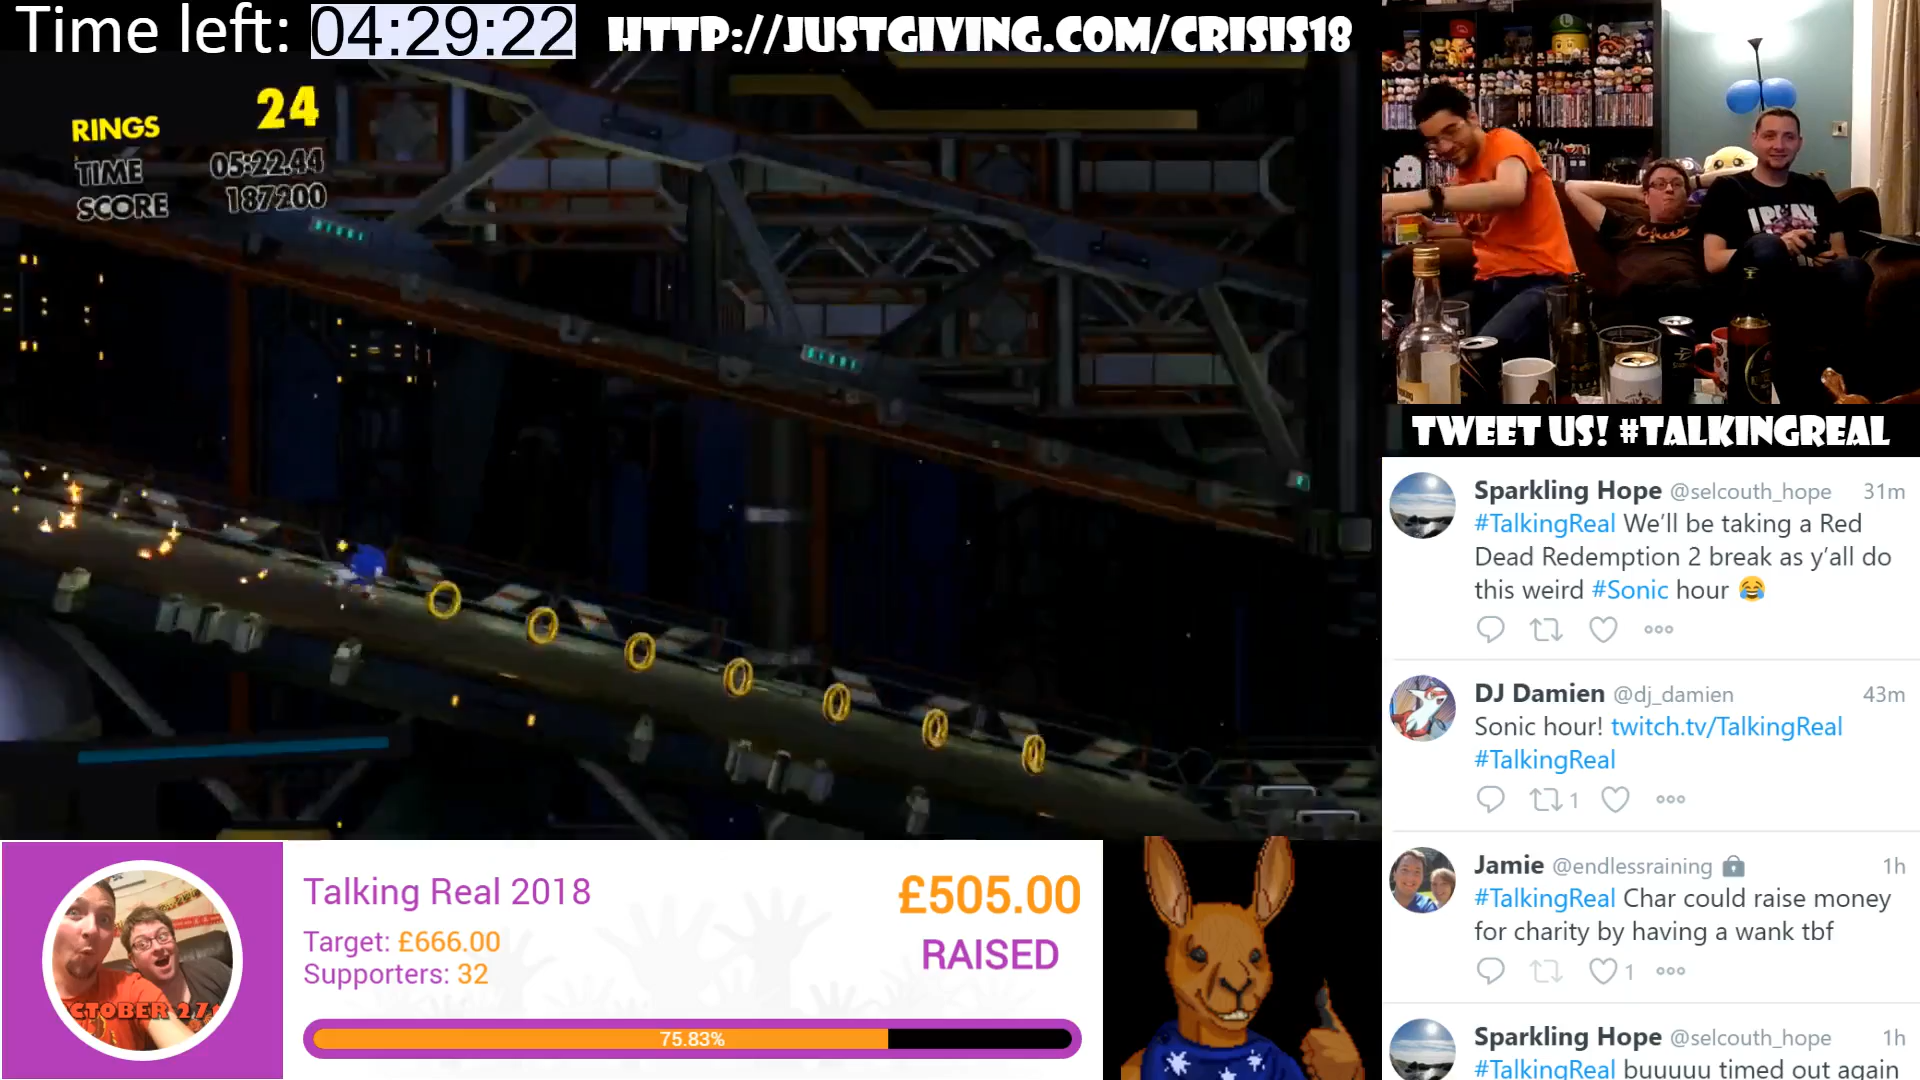 Time left: 04:29:22
HTTP://JUSTGIVING.COM/CRISIS18
RINGS 24
TIME 05:22.44
SCORE 187200
TWEET US! #TALKINGREAL
Sparkling Hope @selcouth_hope 31m
#TalkingReal We'll be taking a Red
Dead Redemption 2 break as y'all do
this weird #Sonic hour 😂
DJ Damien @dj_damien 43m
Sonic hour! twitch.tv/TalkingReal
#TalkingReal
1
Jamie @endlessraining 1h
#TalkingReal Char could raise money
for charity by having a wank tbf
1
Sparkling Hope @selcouth_hope 1h
#TalkingReal buuuuu timed out again
Talking Real 2018
Target: £666.00
Supporters: 32
£505.00
RAISED
75.83%
CTOBER 27